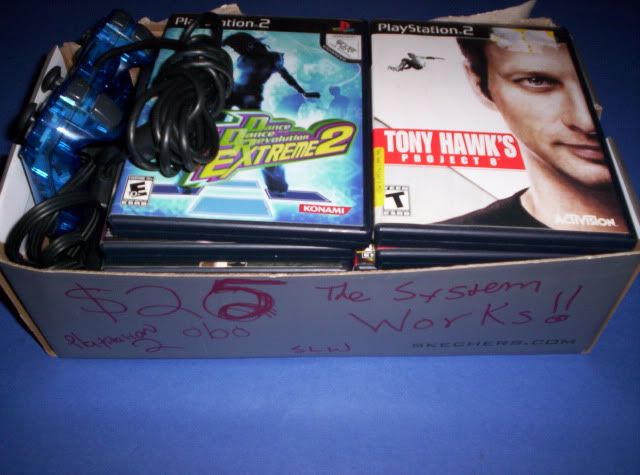 PlayStation 2
PlayStation 2
Dance
Dance
Revolution
EXTREME 2
KONAMI
E
TONY HAWK'S
PROJECT 8
T
ACTIVISION
$25
obo
Playstation
2
The System
Works!!
SLW
SKECHERS.COM